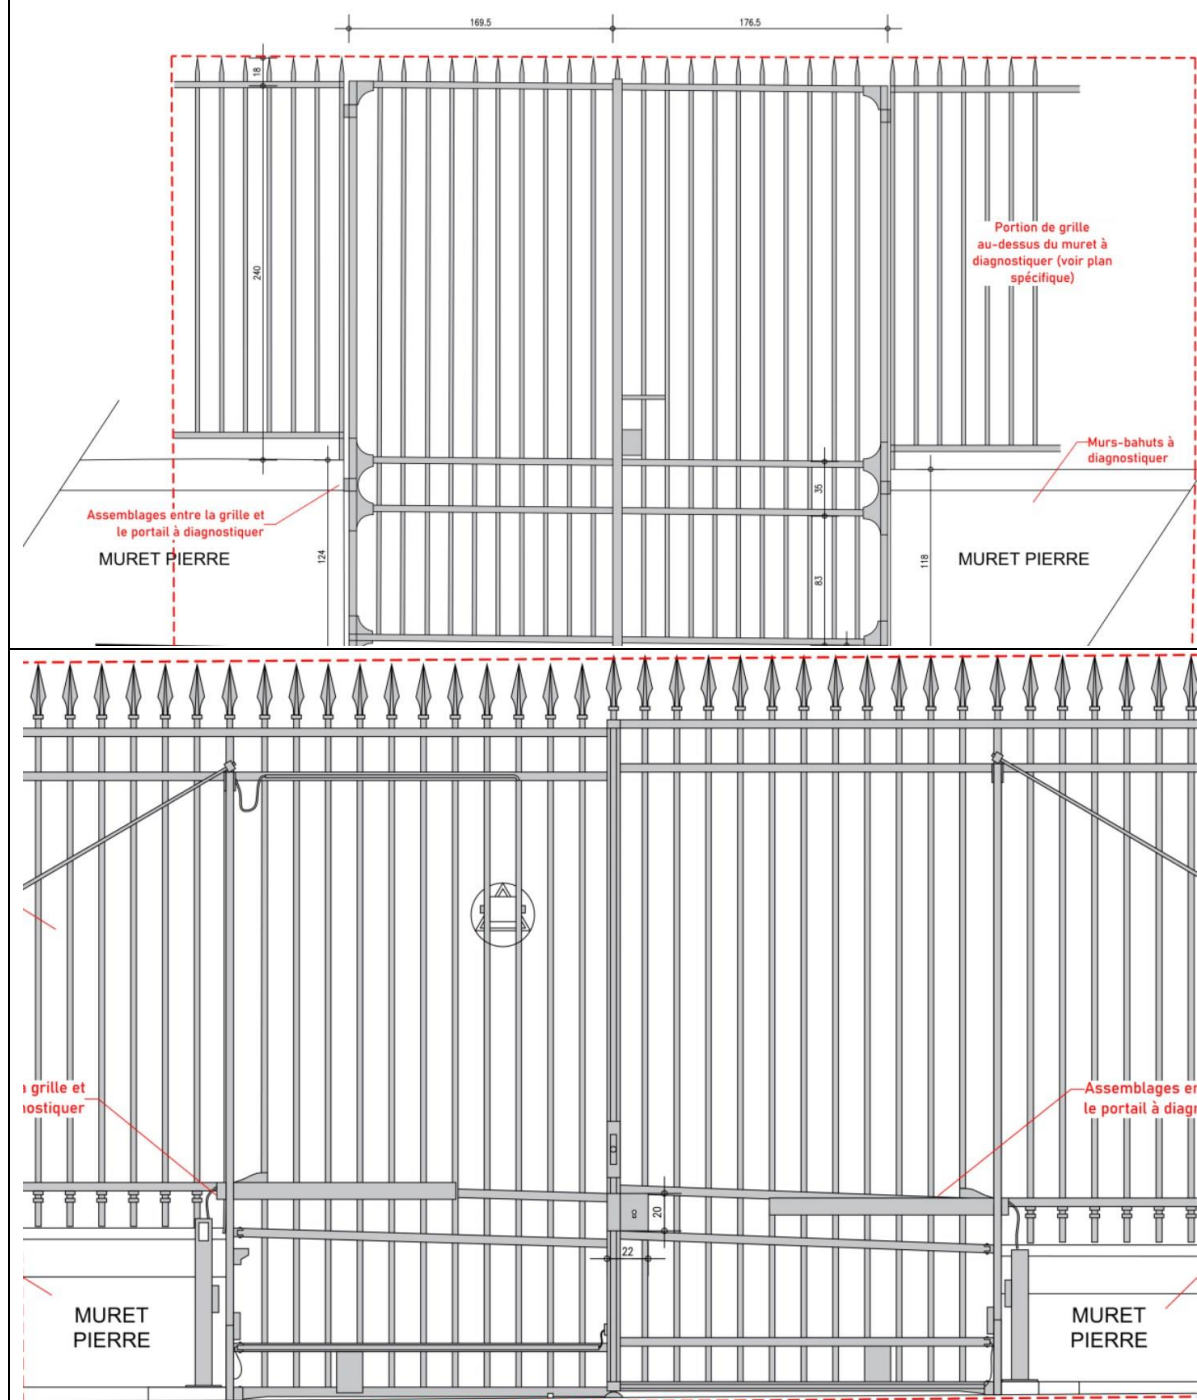 169.5
176.5
18
240
Portion de grille
au-dessus du muret à
diagnostiquer (voir plan
spécifique)
Murs-bahuts à
diagnostiquer
35
Assemblages entre la grille et
le portail à diagnostiquer
MURET PIERRE
124
83
118
MURET PIERRE
a grille et
nostiquer
Assemblages en
le portail à diagn
20
22
MURET
PIERRE
MURET
PIERRE